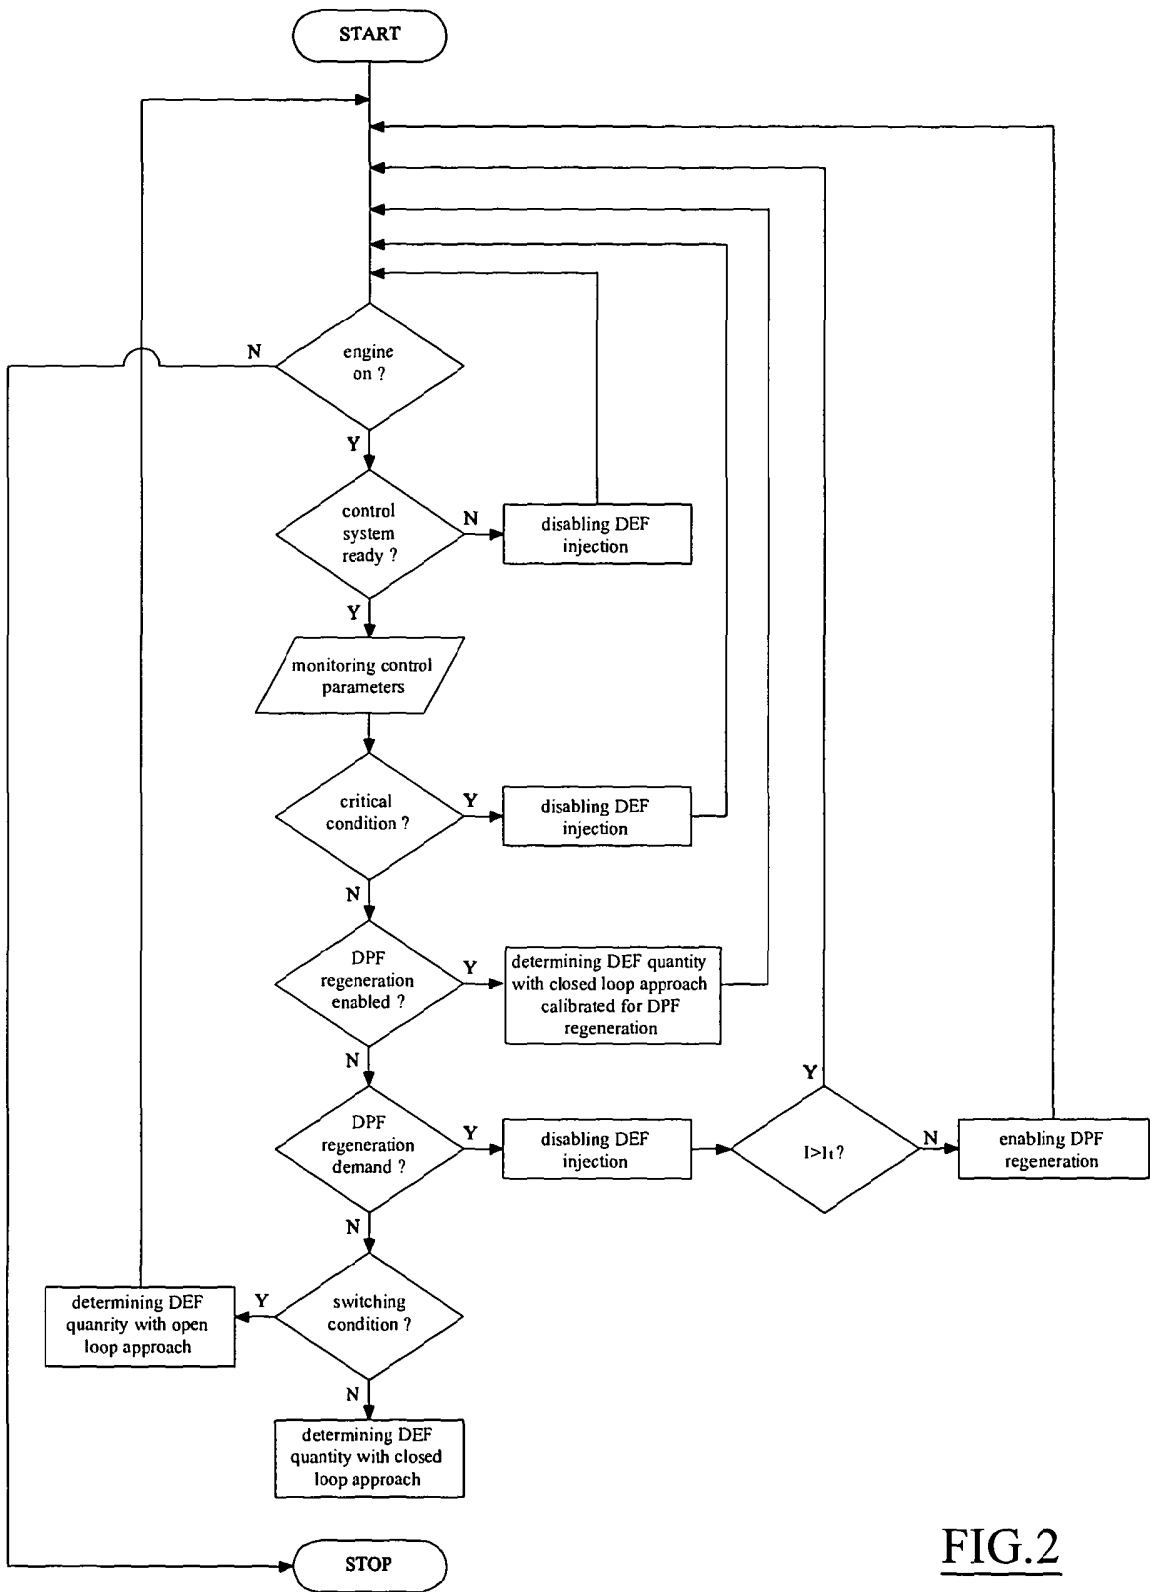 START
N
engine
on ?
Y
control
system
ready ?
N
disabling DEF
injection
Y
monitoring control
parameters
critical
condition ?
Y
disabling DEF
injection
N
DPF
regeneration
enabled ?
Y
determining DEF quantity
with closed loop approach
calibrated for DPF
regeneration
N
DPF
regeneration
demand ?
Y
disabling DEF
injection
Y
I>It ?
N
enabling DPF
regeneration
N
switching
condition ?
Y
determining DEF
quanrity with open
loop approach
N
determining DEF
quantity with closed
loop approach
STOP
FIG.2